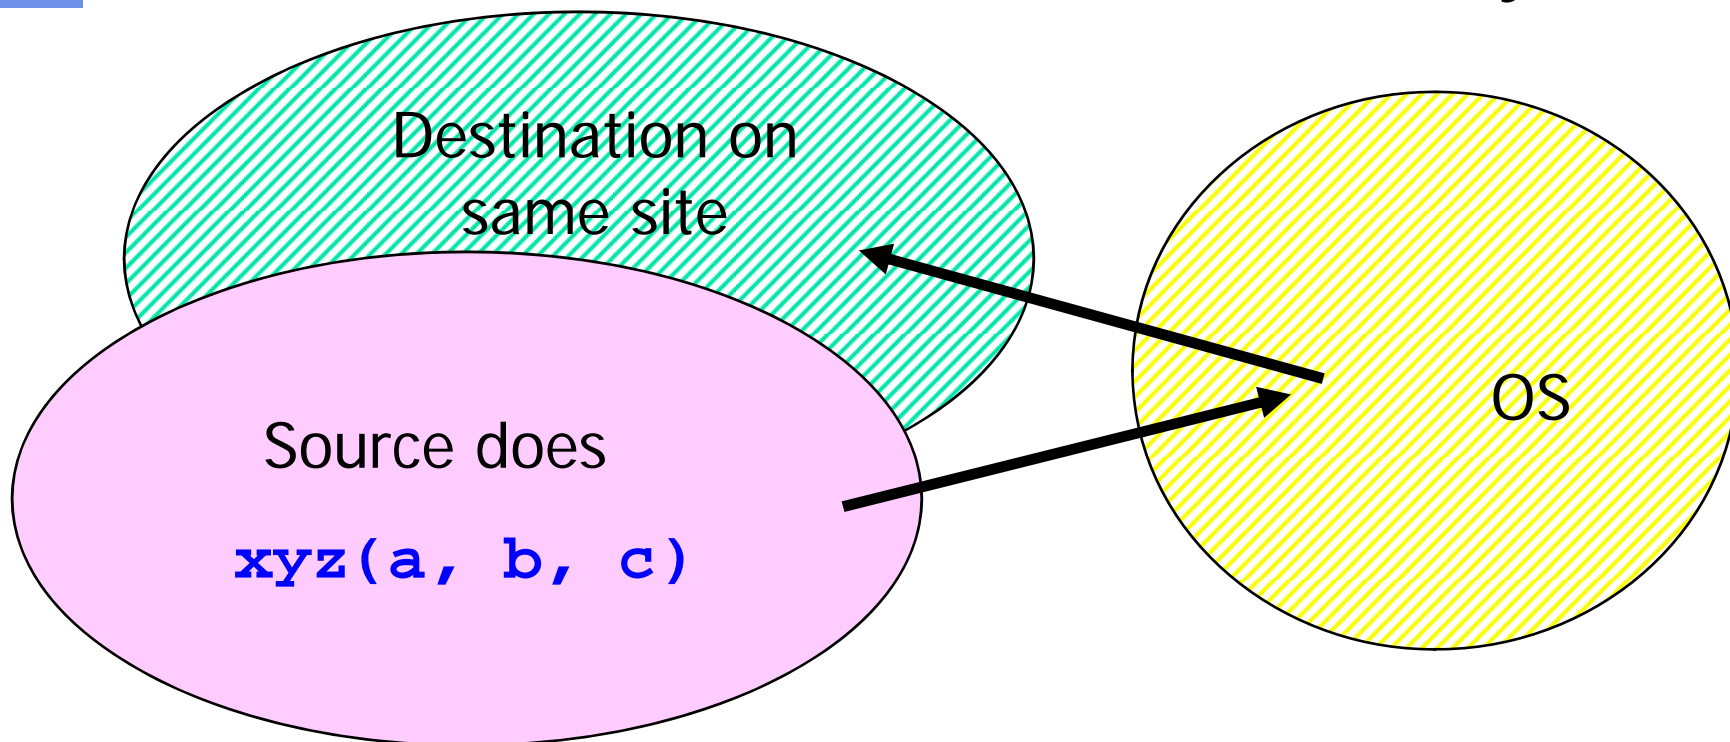 Destination on
same site
OS
Source does
xyz(a, b, c)